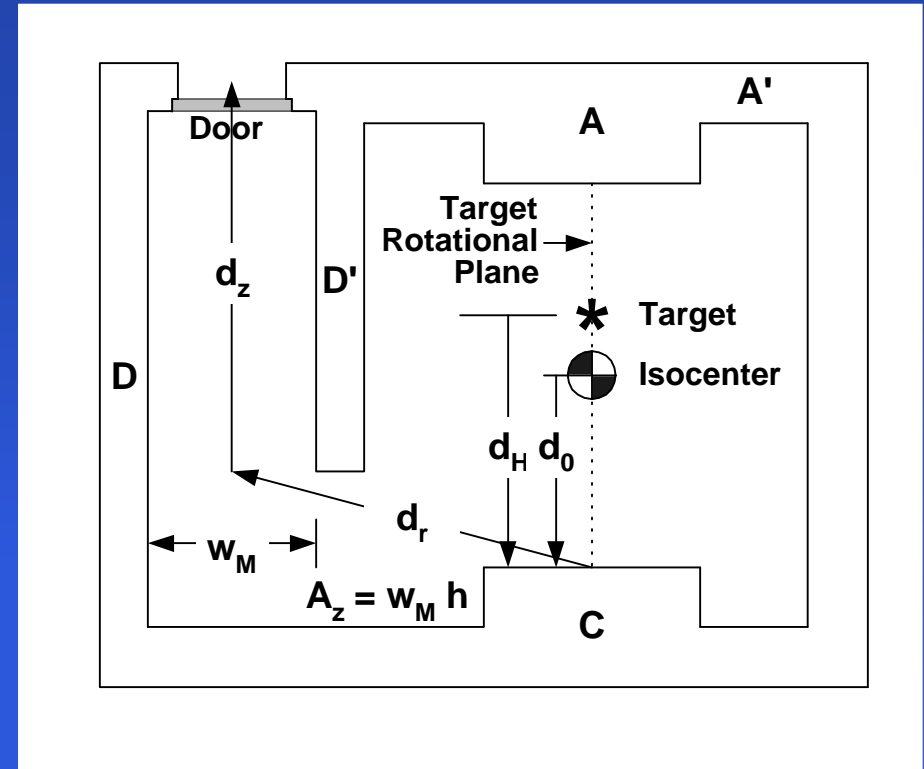 A'
A
Door
Target
Rotational
Plane
d_z
D'
Target
D
Isocenter
d_H d_0
d_r
w_M
A_z = w_M h
C